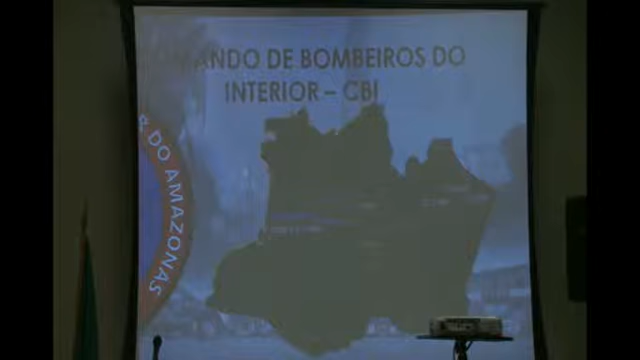 ANDO DE BOMBEIROS DO
INTERIOR – CBI
DO AMAZONAS